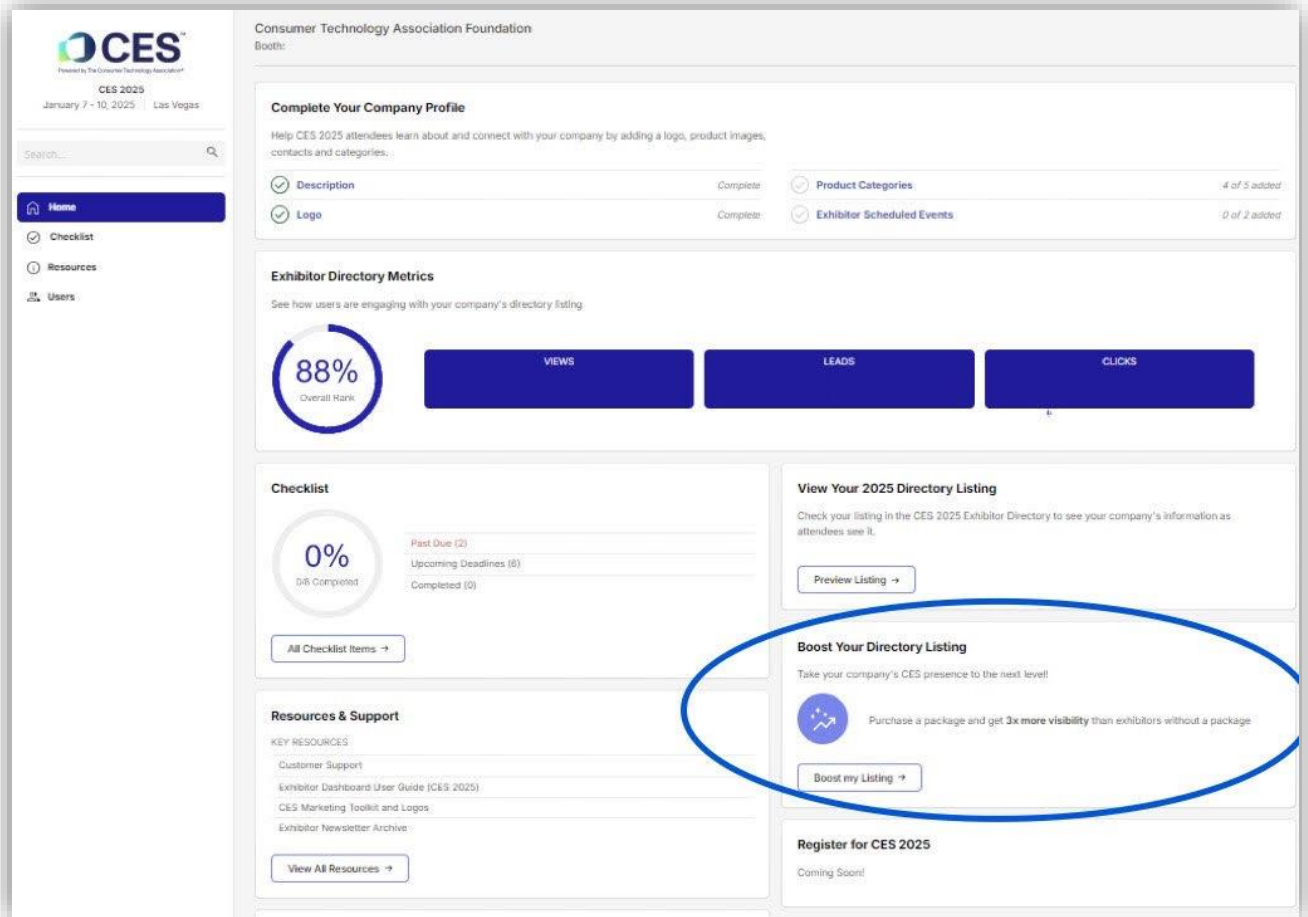 CES™
Powered by The Consumer Technology Association®
CES 2025
January 7 - 10, 2025 | Las Vegas
Search...
Home
Checklist
Resources
Users
Consumer Technology Association Foundation
Booth:
Complete Your Company Profile
Help CES 2025 attendees learn about and connect with your company by adding a logo, product images,
contacts and categories.
Description Complete
Logo Complete
Product Categories 4 of 5 added
Exhibitor Scheduled Events 0 of 2 added
Exhibitor Directory Metrics
See how users are engaging with your company's directory listing
88%
Overall Rank
VIEWS
LEADS
CLICKS
Checklist
0%
0/8 Completed
Past Due (2)
Upcoming Deadlines (6)
Completed (0)
All Checklist Items →
Resources & Support
KEY RESOURCES
Customer Support
Exhibitor Dashboard User Guide (CES 2025)
CES Marketing Toolkit and Logos
Exhibitor Newsletter Archive
View All Resources →
View Your 2025 Directory Listing
Check your listing in the CES 2025 Exhibitor Directory to see your company's information as
attendees see it.
Preview Listing →
Boost Your Directory Listing
Take your company's CES presence to the next level!
Purchase a package and get 3x more visibility than exhibitors without a package
Boost my Listing →
Register for CES 2025
Coming Soon!